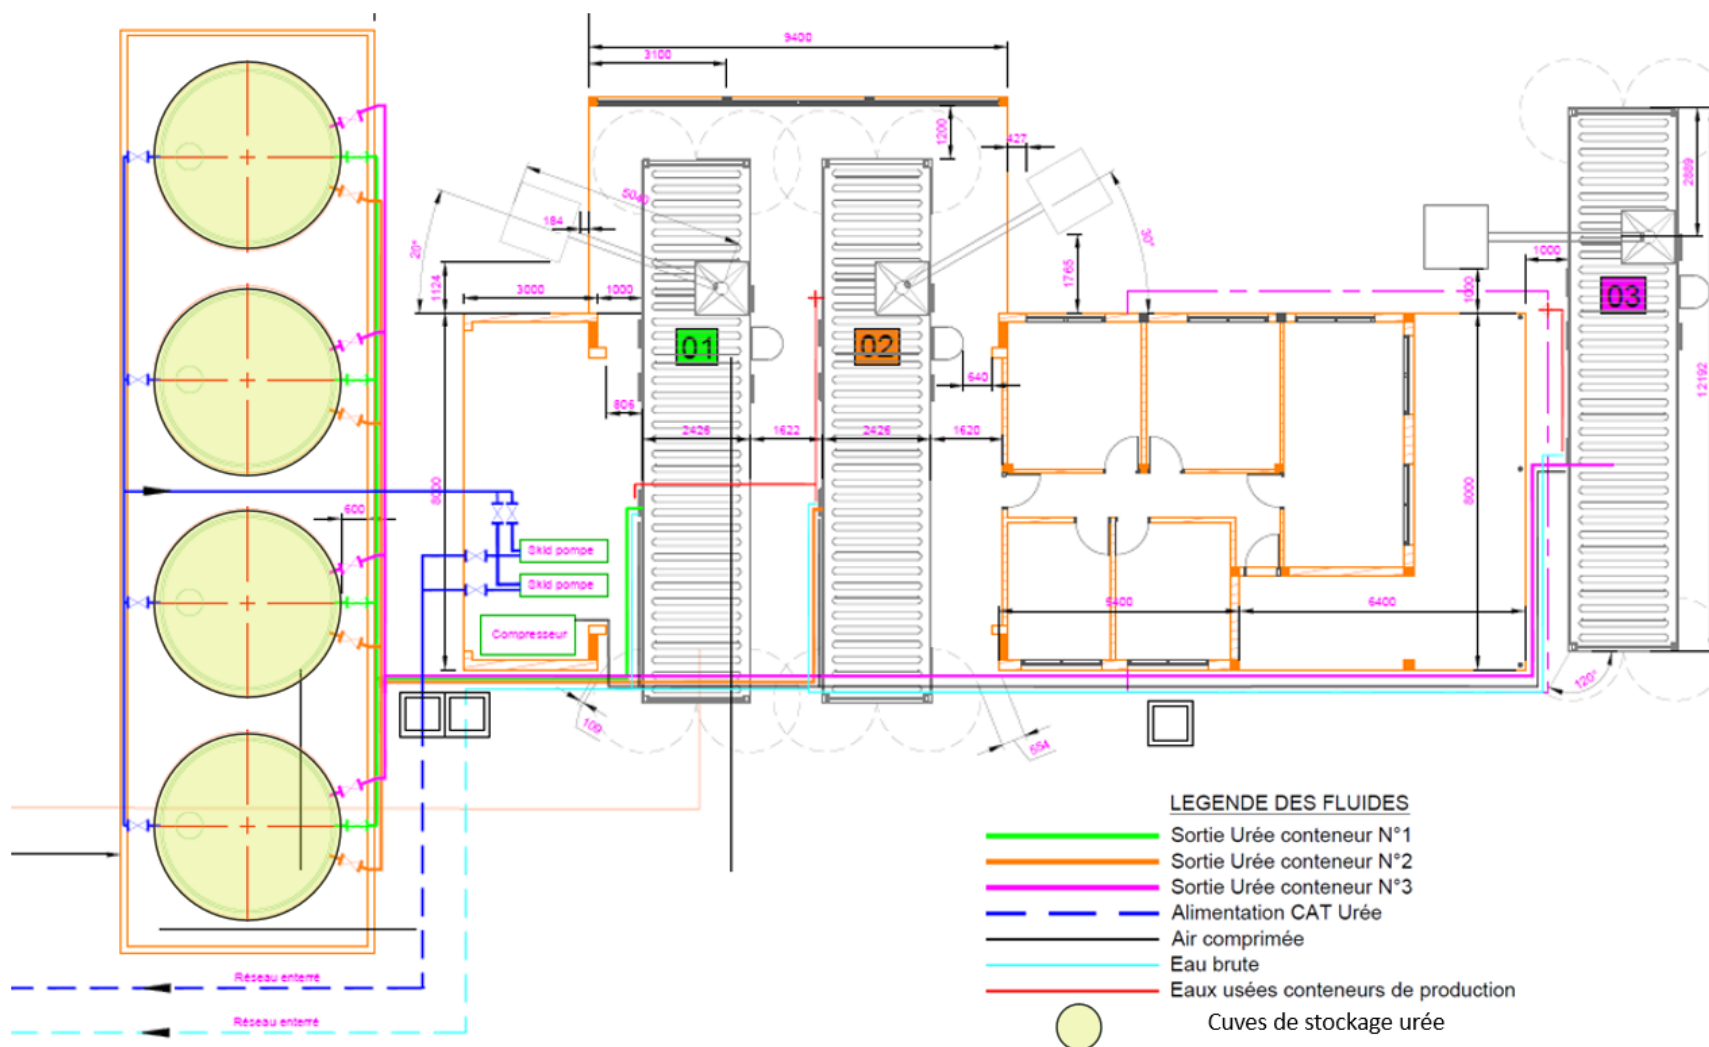 9400
3100
1200
427
5040
184
20°
1124
3000
1000
30°
1765
2889
1000
1000
03
12192
01
02
640
806
2426
1622
2426
1620
8000
8000
600
Skid pompe
Skid pompe
Compresseur
5400
6400
120°
109
554
LEGENDE DES FLUIDES
Sortie Urée conteneur N°1
Sortie Urée conteneur N°2
Sortie Urée conteneur N°3
Alimentation CAT Urée
Air comprimée
Eau brute
Eaux usées conteneurs de production
Cuves de stockage urée
Réseau enterré
Réseau enterré